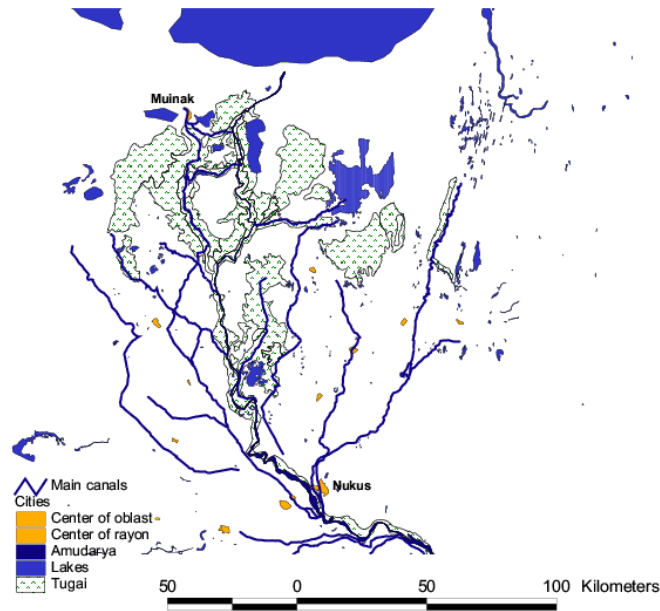 Muinak
Nukus
Main canals
Cities
Center of oblast
Center of rayon
Amudarya
Lakes
Tugai
50 0 50 100 Kilometers